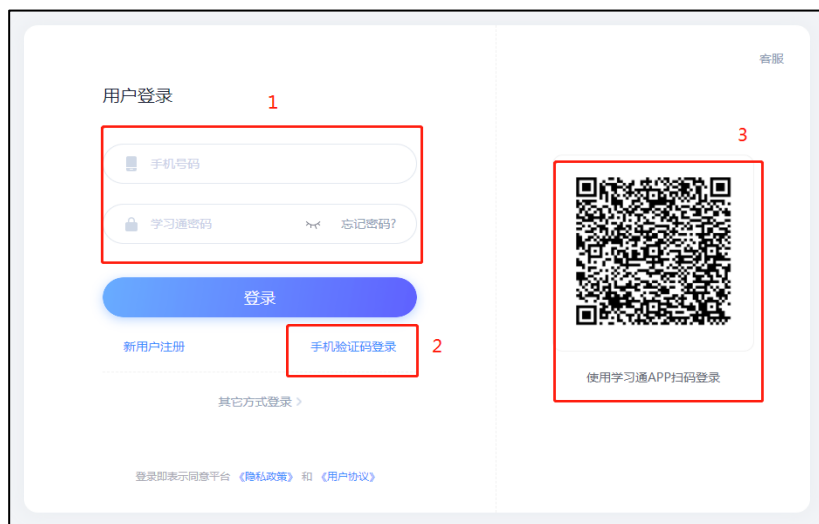 客服
用户登录
1
手机号码
学习通密码
忘记密码?
登录
新用户注册
手机验证码登录
2
其它方式登录 >
登录即表示同意平台 《隐私政策》 和 《用户协议》
3
使用学习通APP扫码登录